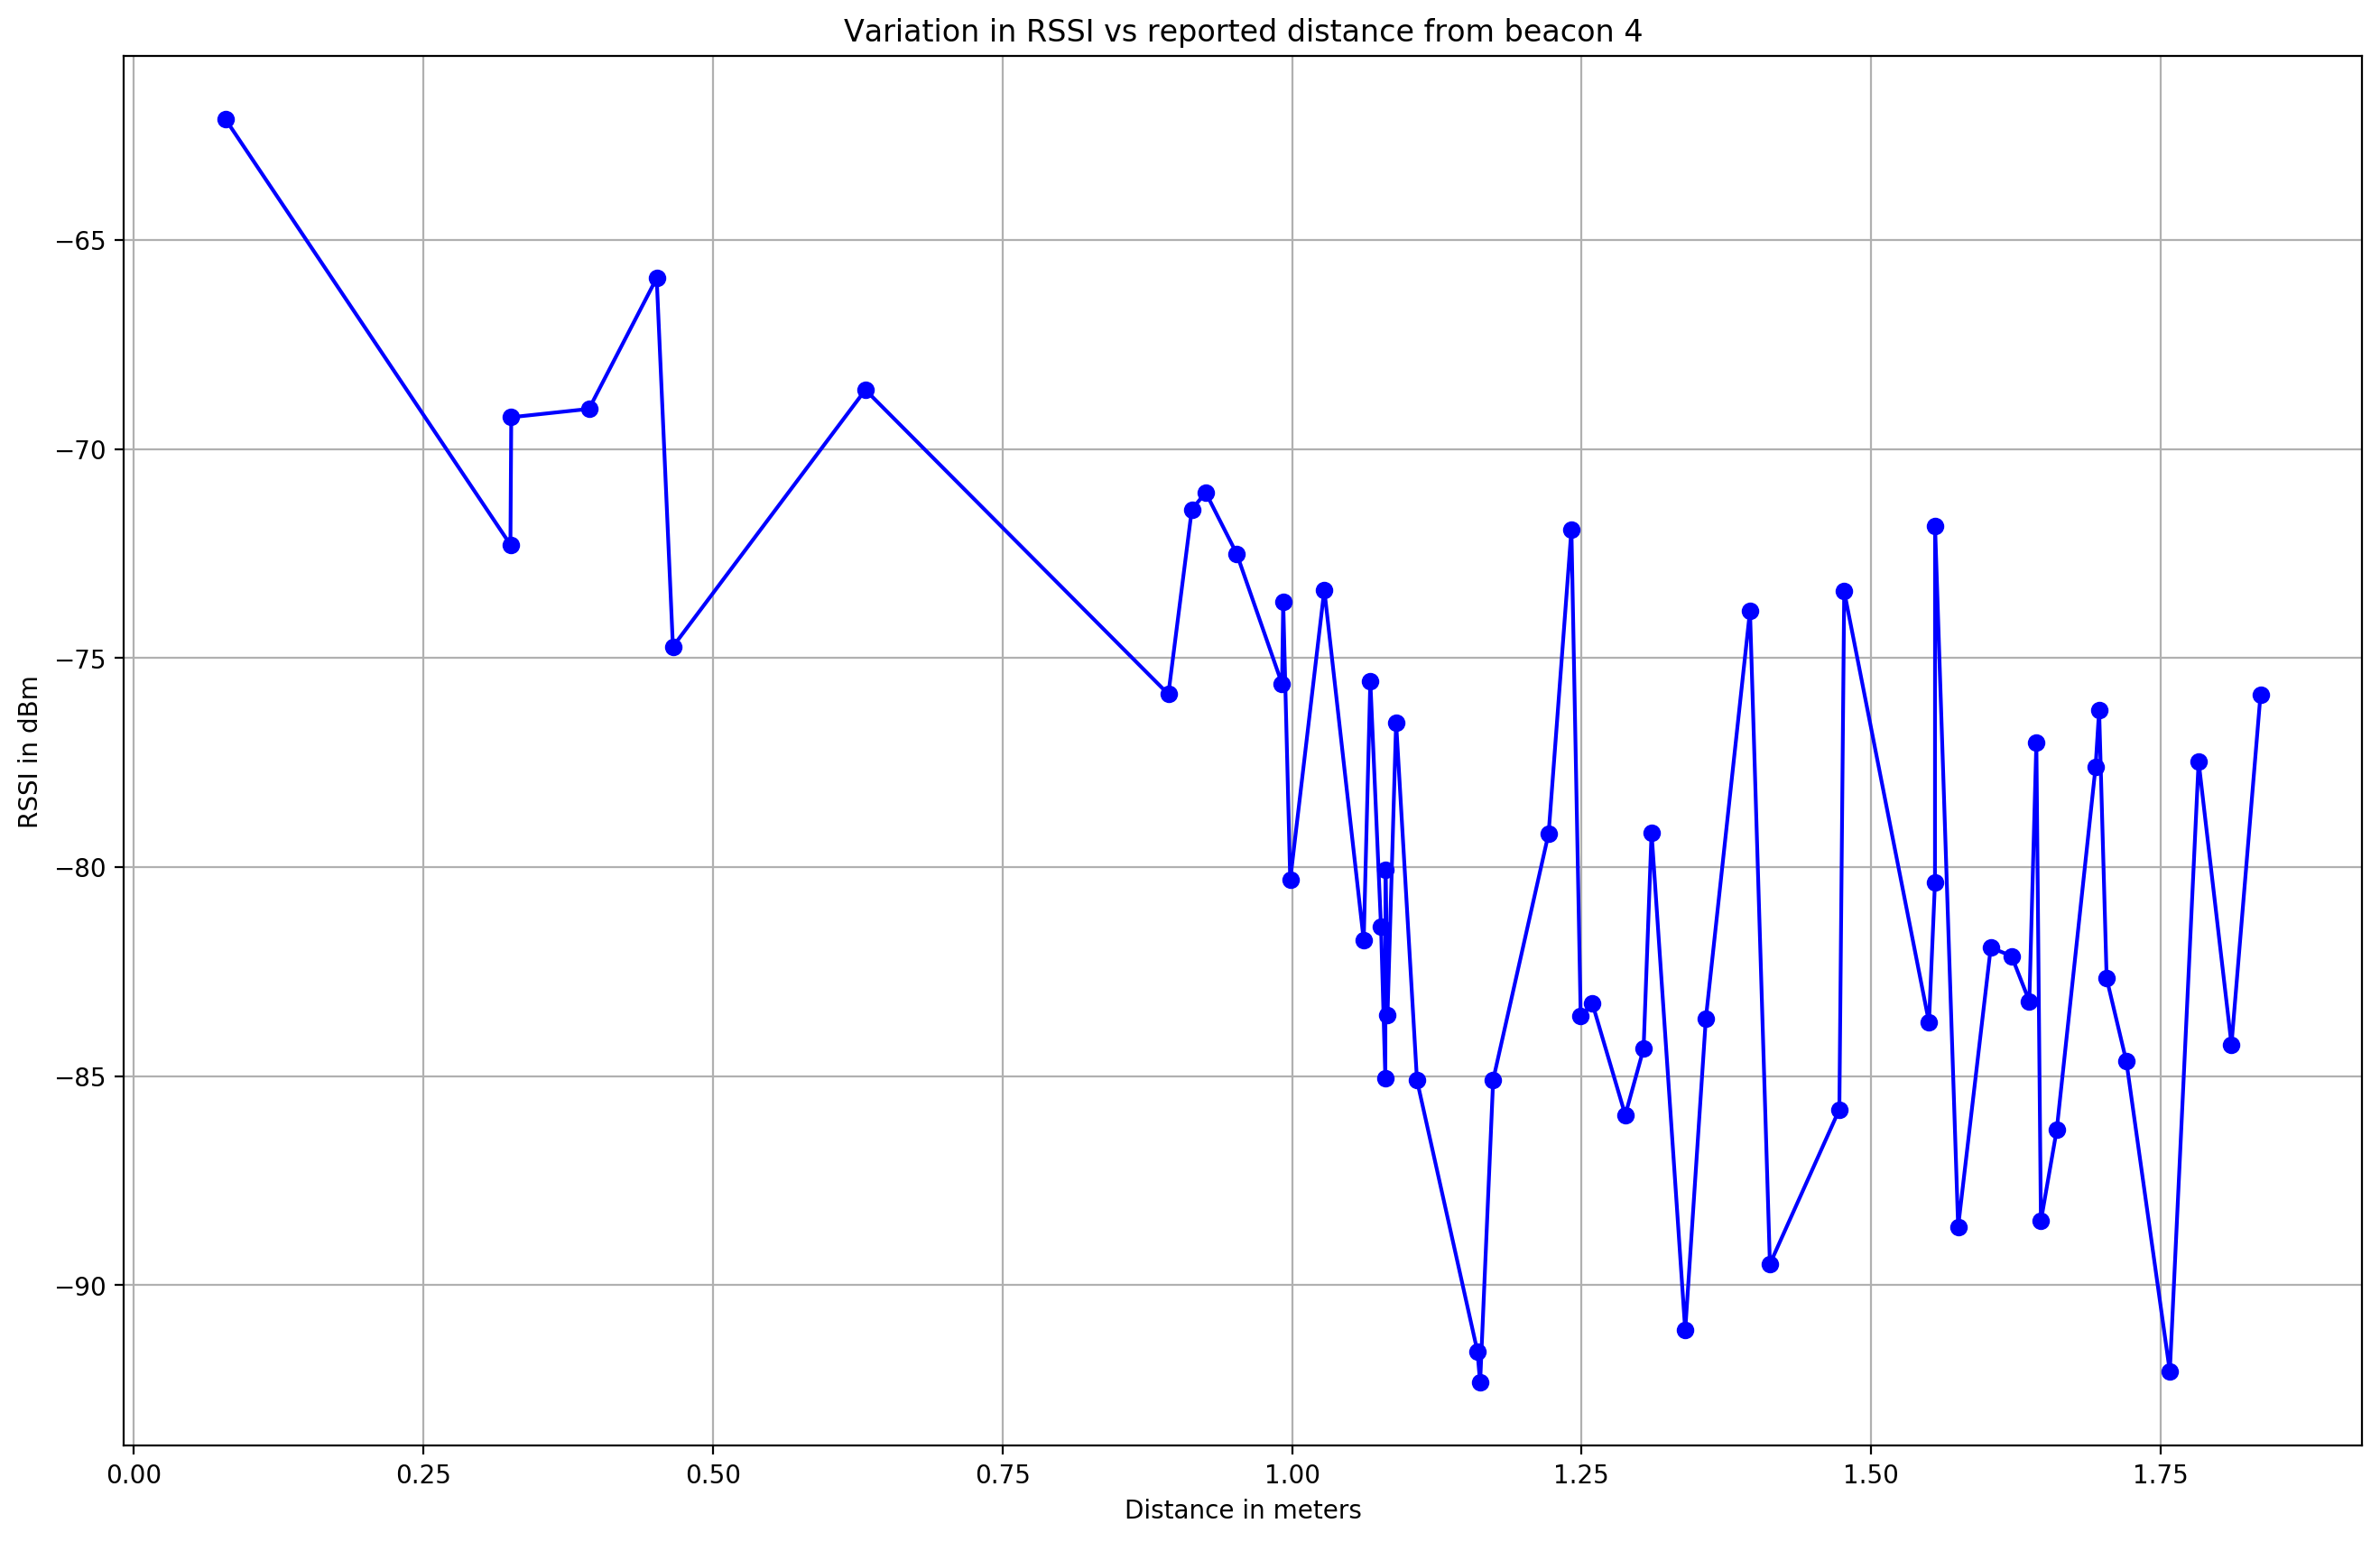 Variation in RSSI vs reported distance from beacon 4
RSSI in dBm
−65
−70
−75
−80
−85
−90
0.00 0.25 0.50 0.75 1.00 1.25 1.50 1.75
Distance in meters